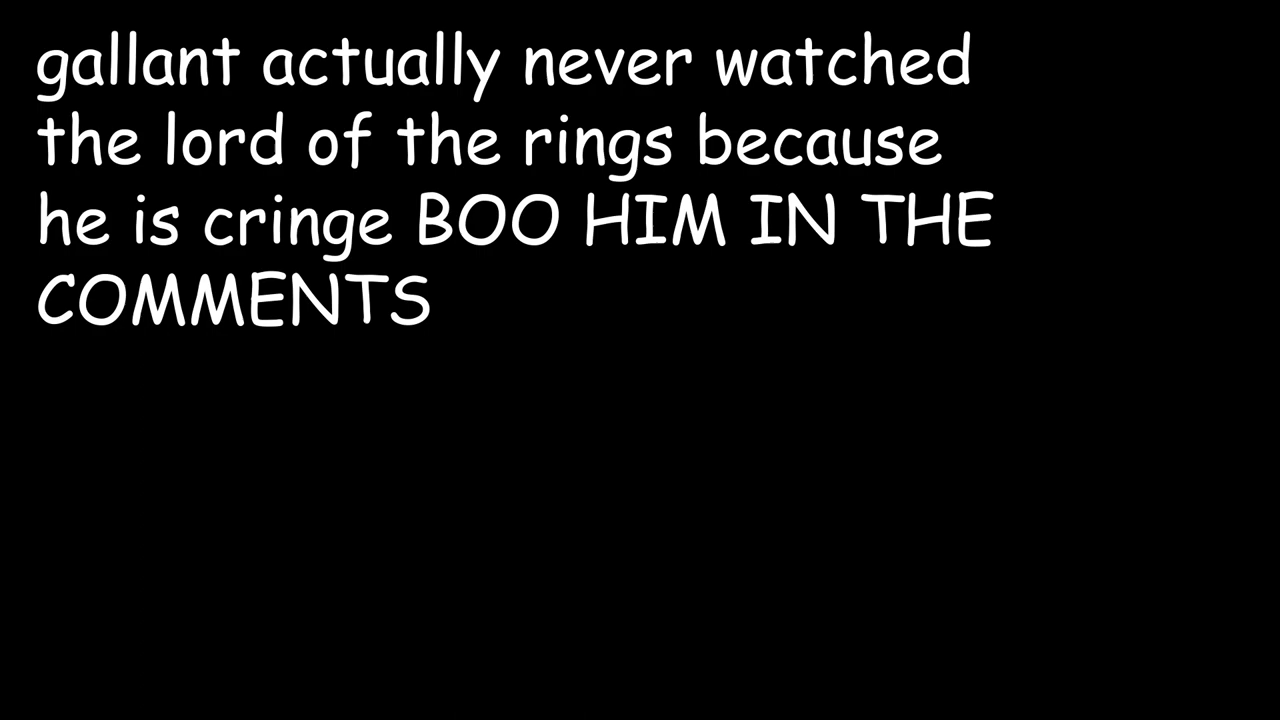 gallant actually never watched
the lord of the rings because
he is cringe BOO HIM IN THE
COMMENTS